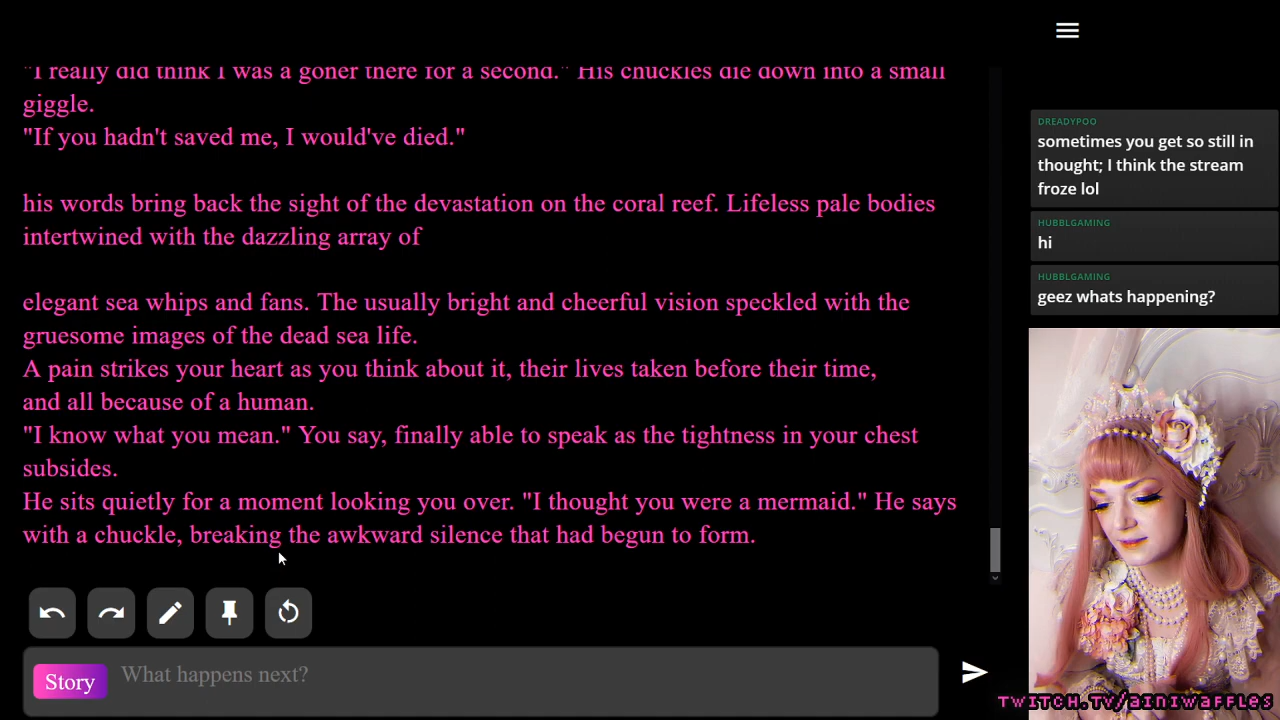 "I really did think I was a goner there for a second." His chuckles die down into a small
giggle.
"If you hadn't saved me, I would've died."
his words bring back the sight of the devastation on the coral reef. Lifeless pale bodies
intertwined with the dazzling array of
elegant sea whips and fans. The usually bright and cheerful vision speckled with the
gruesome images of the dead sea life.
A pain strikes your heart as you think about it, their lives taken before their time,
and all because of a human.
"I know what you mean." You say, finally able to speak as the tightness in your chest
subsides.
He sits quietly for a moment looking you over. "I thought you were a mermaid." He says
with a chuckle, breaking the awkward silence that had begun to form.
Story
What happens next?
DREADYPOO
sometimes you get so still in
thought; I think the stream
froze lol
HUBBLGAMING
hi
HUBBLGAMING
geez whats happening?
TWITCH.TV/AINIWAFFLES